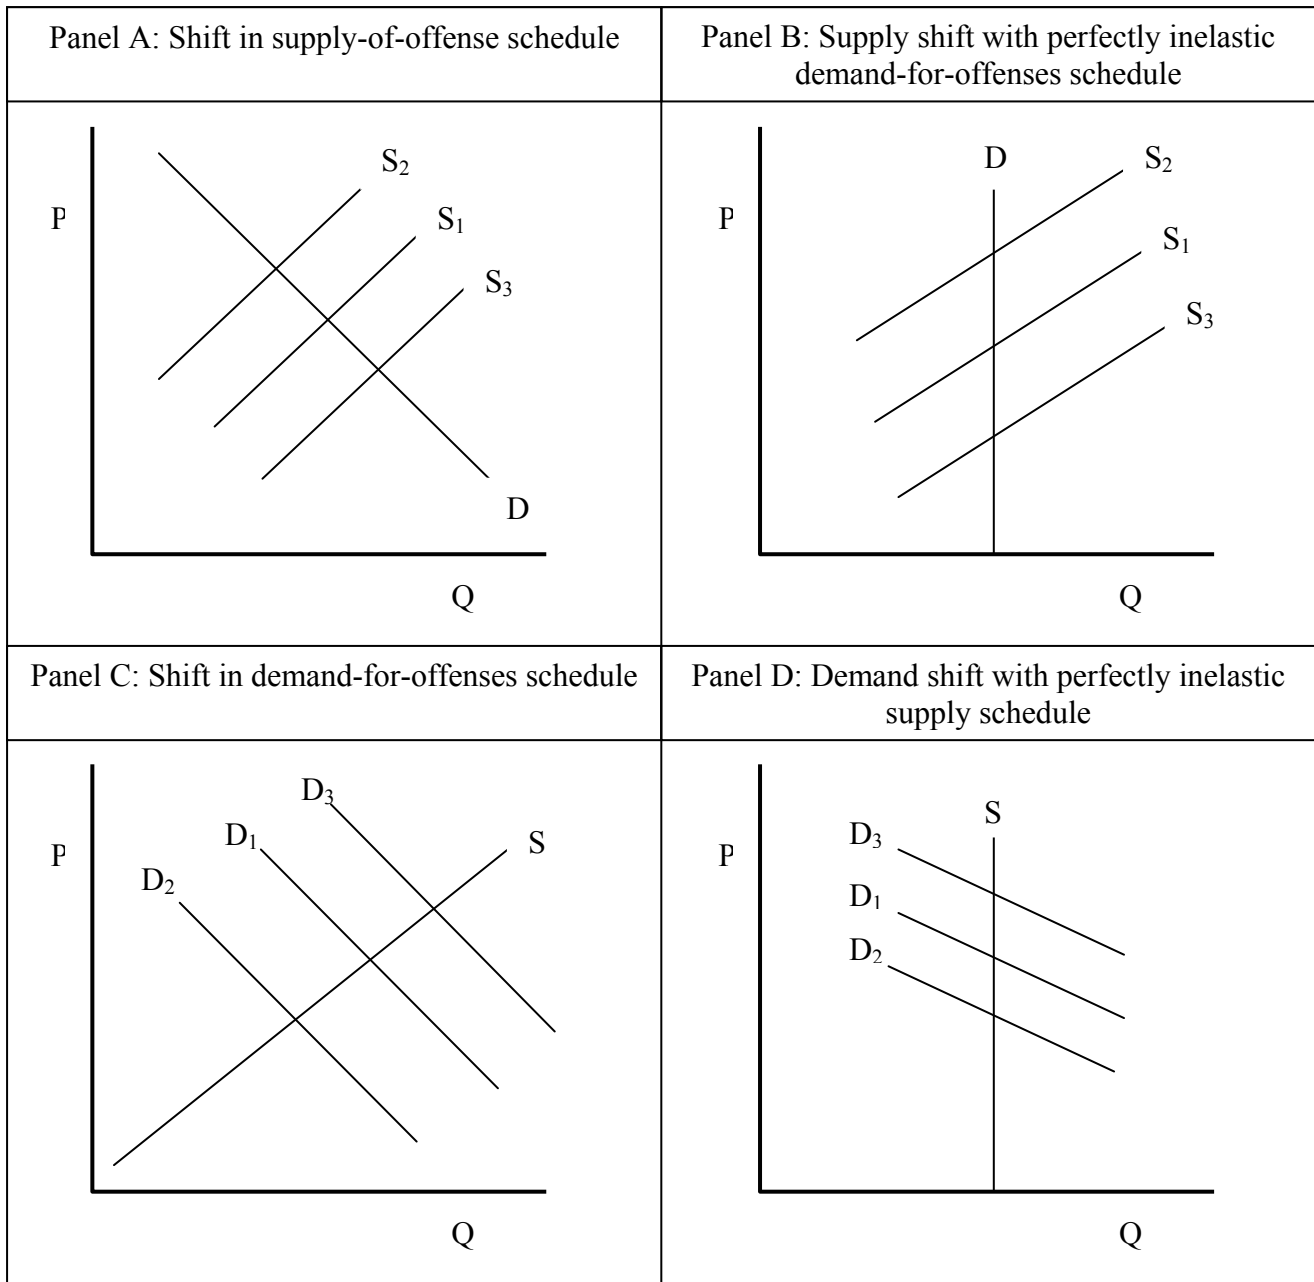 Panel A: Shift in supply-of-offense schedule
Panel B: Supply shift with perfectly inelastic
demand-for-offenses schedule
P
S₂
S₁
S₃
D
Q
P
D
S₂
S₁
S₃
Q
Panel C: Shift in demand-for-offenses schedule
Panel D: Demand shift with perfectly inelastic
supply schedule
P
D₃
D₁
D₂
S
Q
P
S
D₃
D₁
D₂
Q